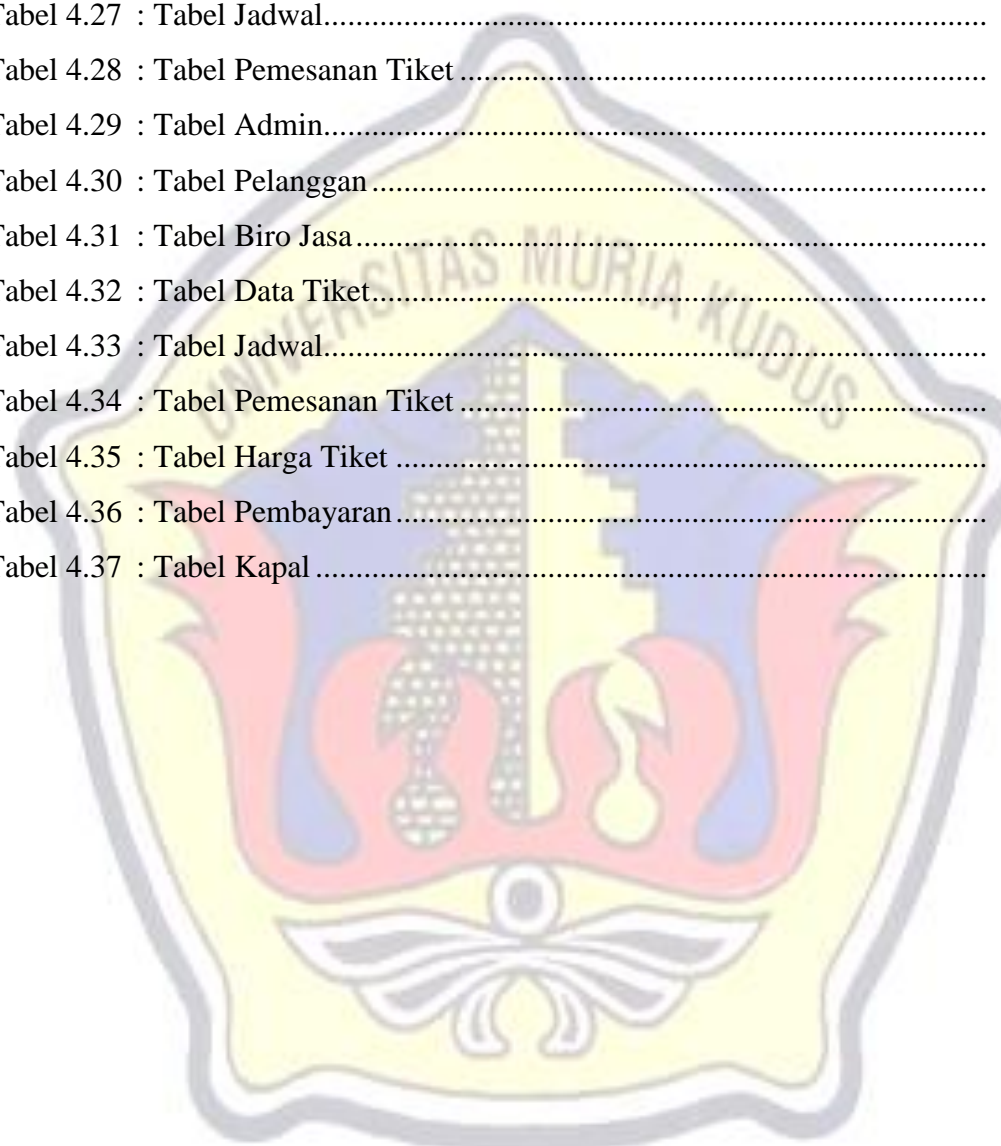 Tabel 4.27 : Tabel Jadwal...................................................................................
Tabel 4.28 : Tabel Pemesanan Tiket .................................................................
Tabel 4.29 : Tabel Admin...................................................................................
Tabel 4.30 : Tabel Pelanggan ............................................................................
Tabel 4.31 : Tabel Biro Jasa ..............................................................................
Tabel 4.32 : Tabel Data Tiket............................................................................
Tabel 4.33 : Tabel Jadwal...................................................................................
Tabel 4.34 : Tabel Pemesanan Tiket .................................................................
Tabel 4.35 : Tabel Harga Tiket .........................................................................
Tabel 4.36 : Tabel Pembayaran .........................................................................
Tabel 4.37 : Tabel Kapal ...................................................................................
UNIVERSITAS MURIA KUDUS